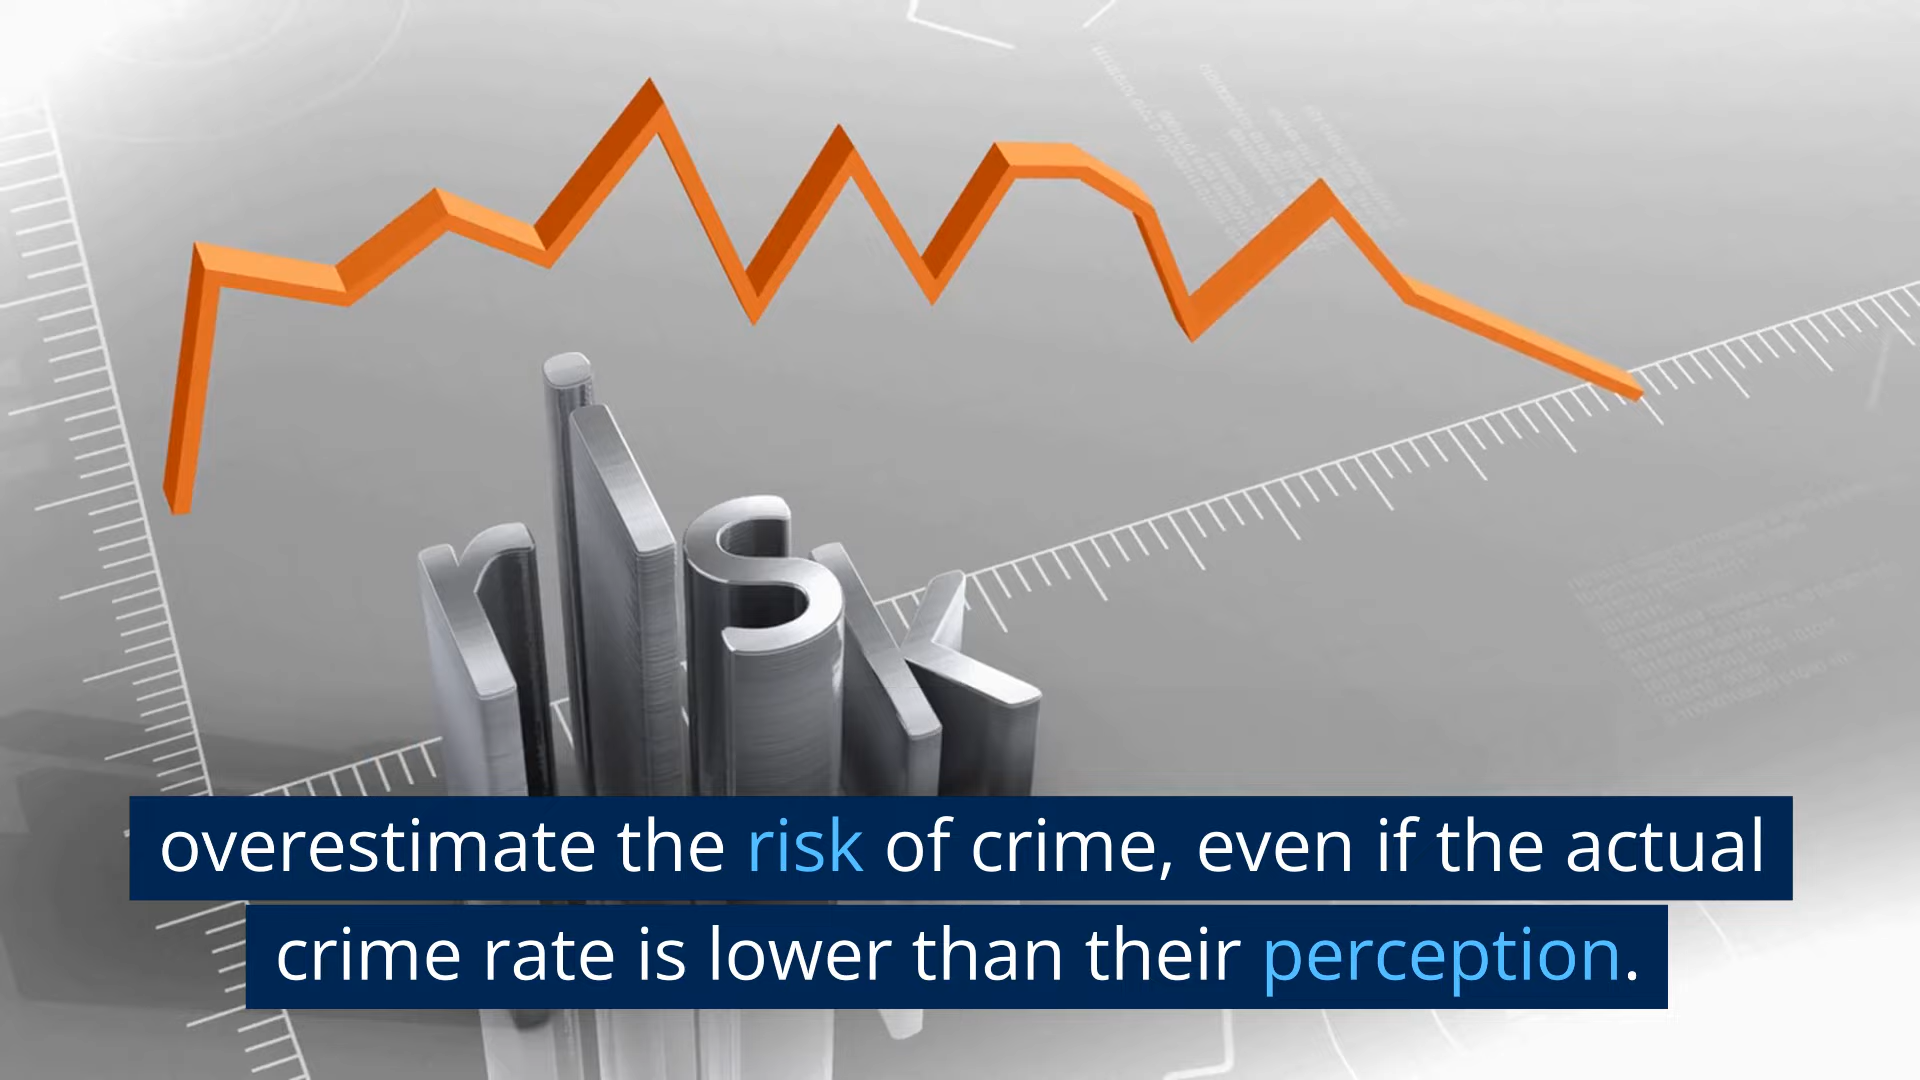 risk
overestimate the risk of crime, even if the actual
crime rate is lower than their perception.